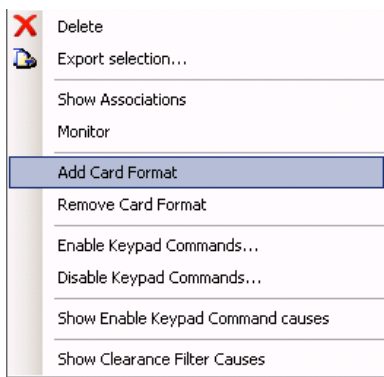 Delete
Export selection...
Show Associations
Monitor
Add Card Format
Remove Card Format
Enable Keypad Commands...
Disable Keypad Commands...
Show Enable Keypad Command causes
Show Clearance Filter Causes